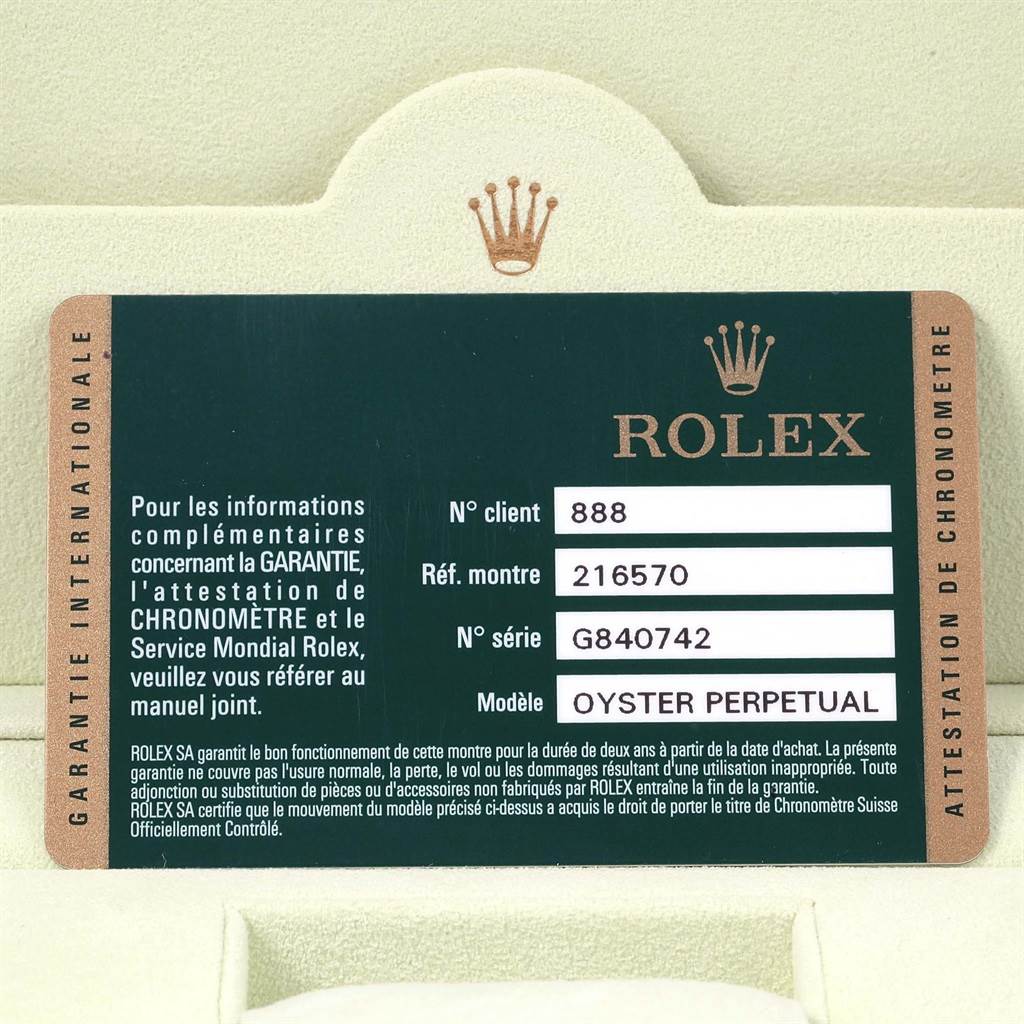 GARANTIE INTERNATIONALE
ROLEX
Pour les informations
complémentaires
concernant la GARANTIE,
l'attestation de
CHRONOMÈTRE et le
Service Mondial Rolex,
veuillez vous référer au
manuel joint.
N° client 888
Réf. montre 216570
N° série G840742
Modèle OYSTER PERPETUAL
ROLEX SA garantit le bon fonctionnement de cette montre pour la durée de deux ans à partir de la date d'achat. La présente
garantie ne couvre pas l'usure normale, la perte, le vol ou les dommages résultant d'une utilisation inappropriée. Toute
adjonction ou substitution de pièces ou d'accessoires non fabriqués par ROLEX entraîne la fin de la garantie.
ROLEX SA certifie que le mouvement du modèle précisé ci-dessus a acquis le droit de porter le titre de Chronomètre Suisse
Officiellement Contrôlé.
ATTESTATION DE CHRONOMETRE